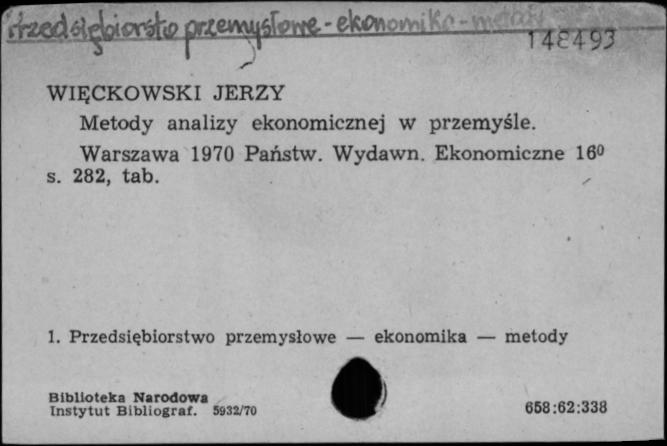 Przedsiębiorstwo przemysłowe - ekonomika - metody
148493
WIĘCKOWSKI JERZY
Metody analizy ekonomicznej w przemyśle.
Warszawa 1970 Państw. Wydawn. Ekonomiczne 16⁰
s. 282, tab.
1. Przedsiębiorstwo przemysłowe — ekonomika — metody
Biblioteka Narodowa
Instytut Bibliograf. 5932/70
658:62:338